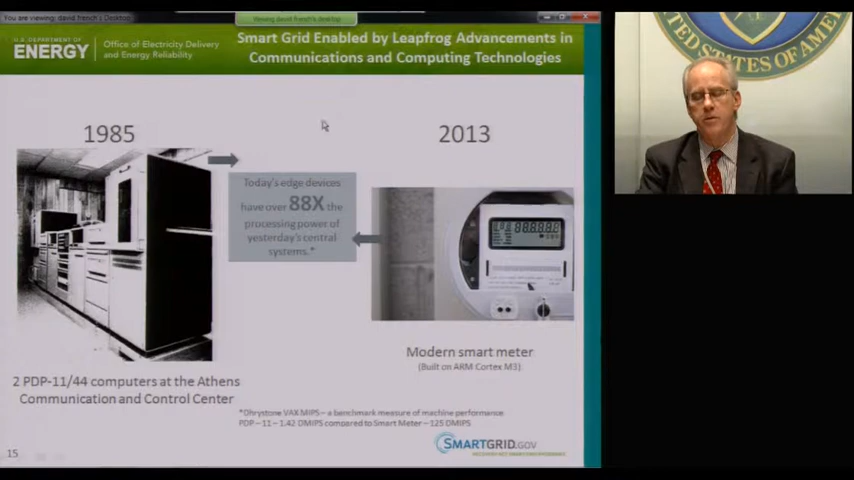 You are viewing: david french's Desktop
Viewing david french's desktop
U.S. DEPARTMENT OF
ENERGY
Office of Electricity Delivery
and Energy Reliability
Smart Grid Enabled by Leapfrog Advancements in
Communications and Computing Technologies
UNITED STATES OF AMERICA
1985
2013
Today's edge devices
have over 88X the
processing power of
yesterday's central
systems.*
Modern smart meter
(Built on ARM Cortex M3)
2 PDP-11/44 computers at the Athens
Communication and Control Center
*Dhrystone VAX MIPS – a benchmark measure of machine performance
PDP – 11 – 1.42 DMIPS compared to Smart Meter – 125 DMIPS
15
SMARTGRID.GOV